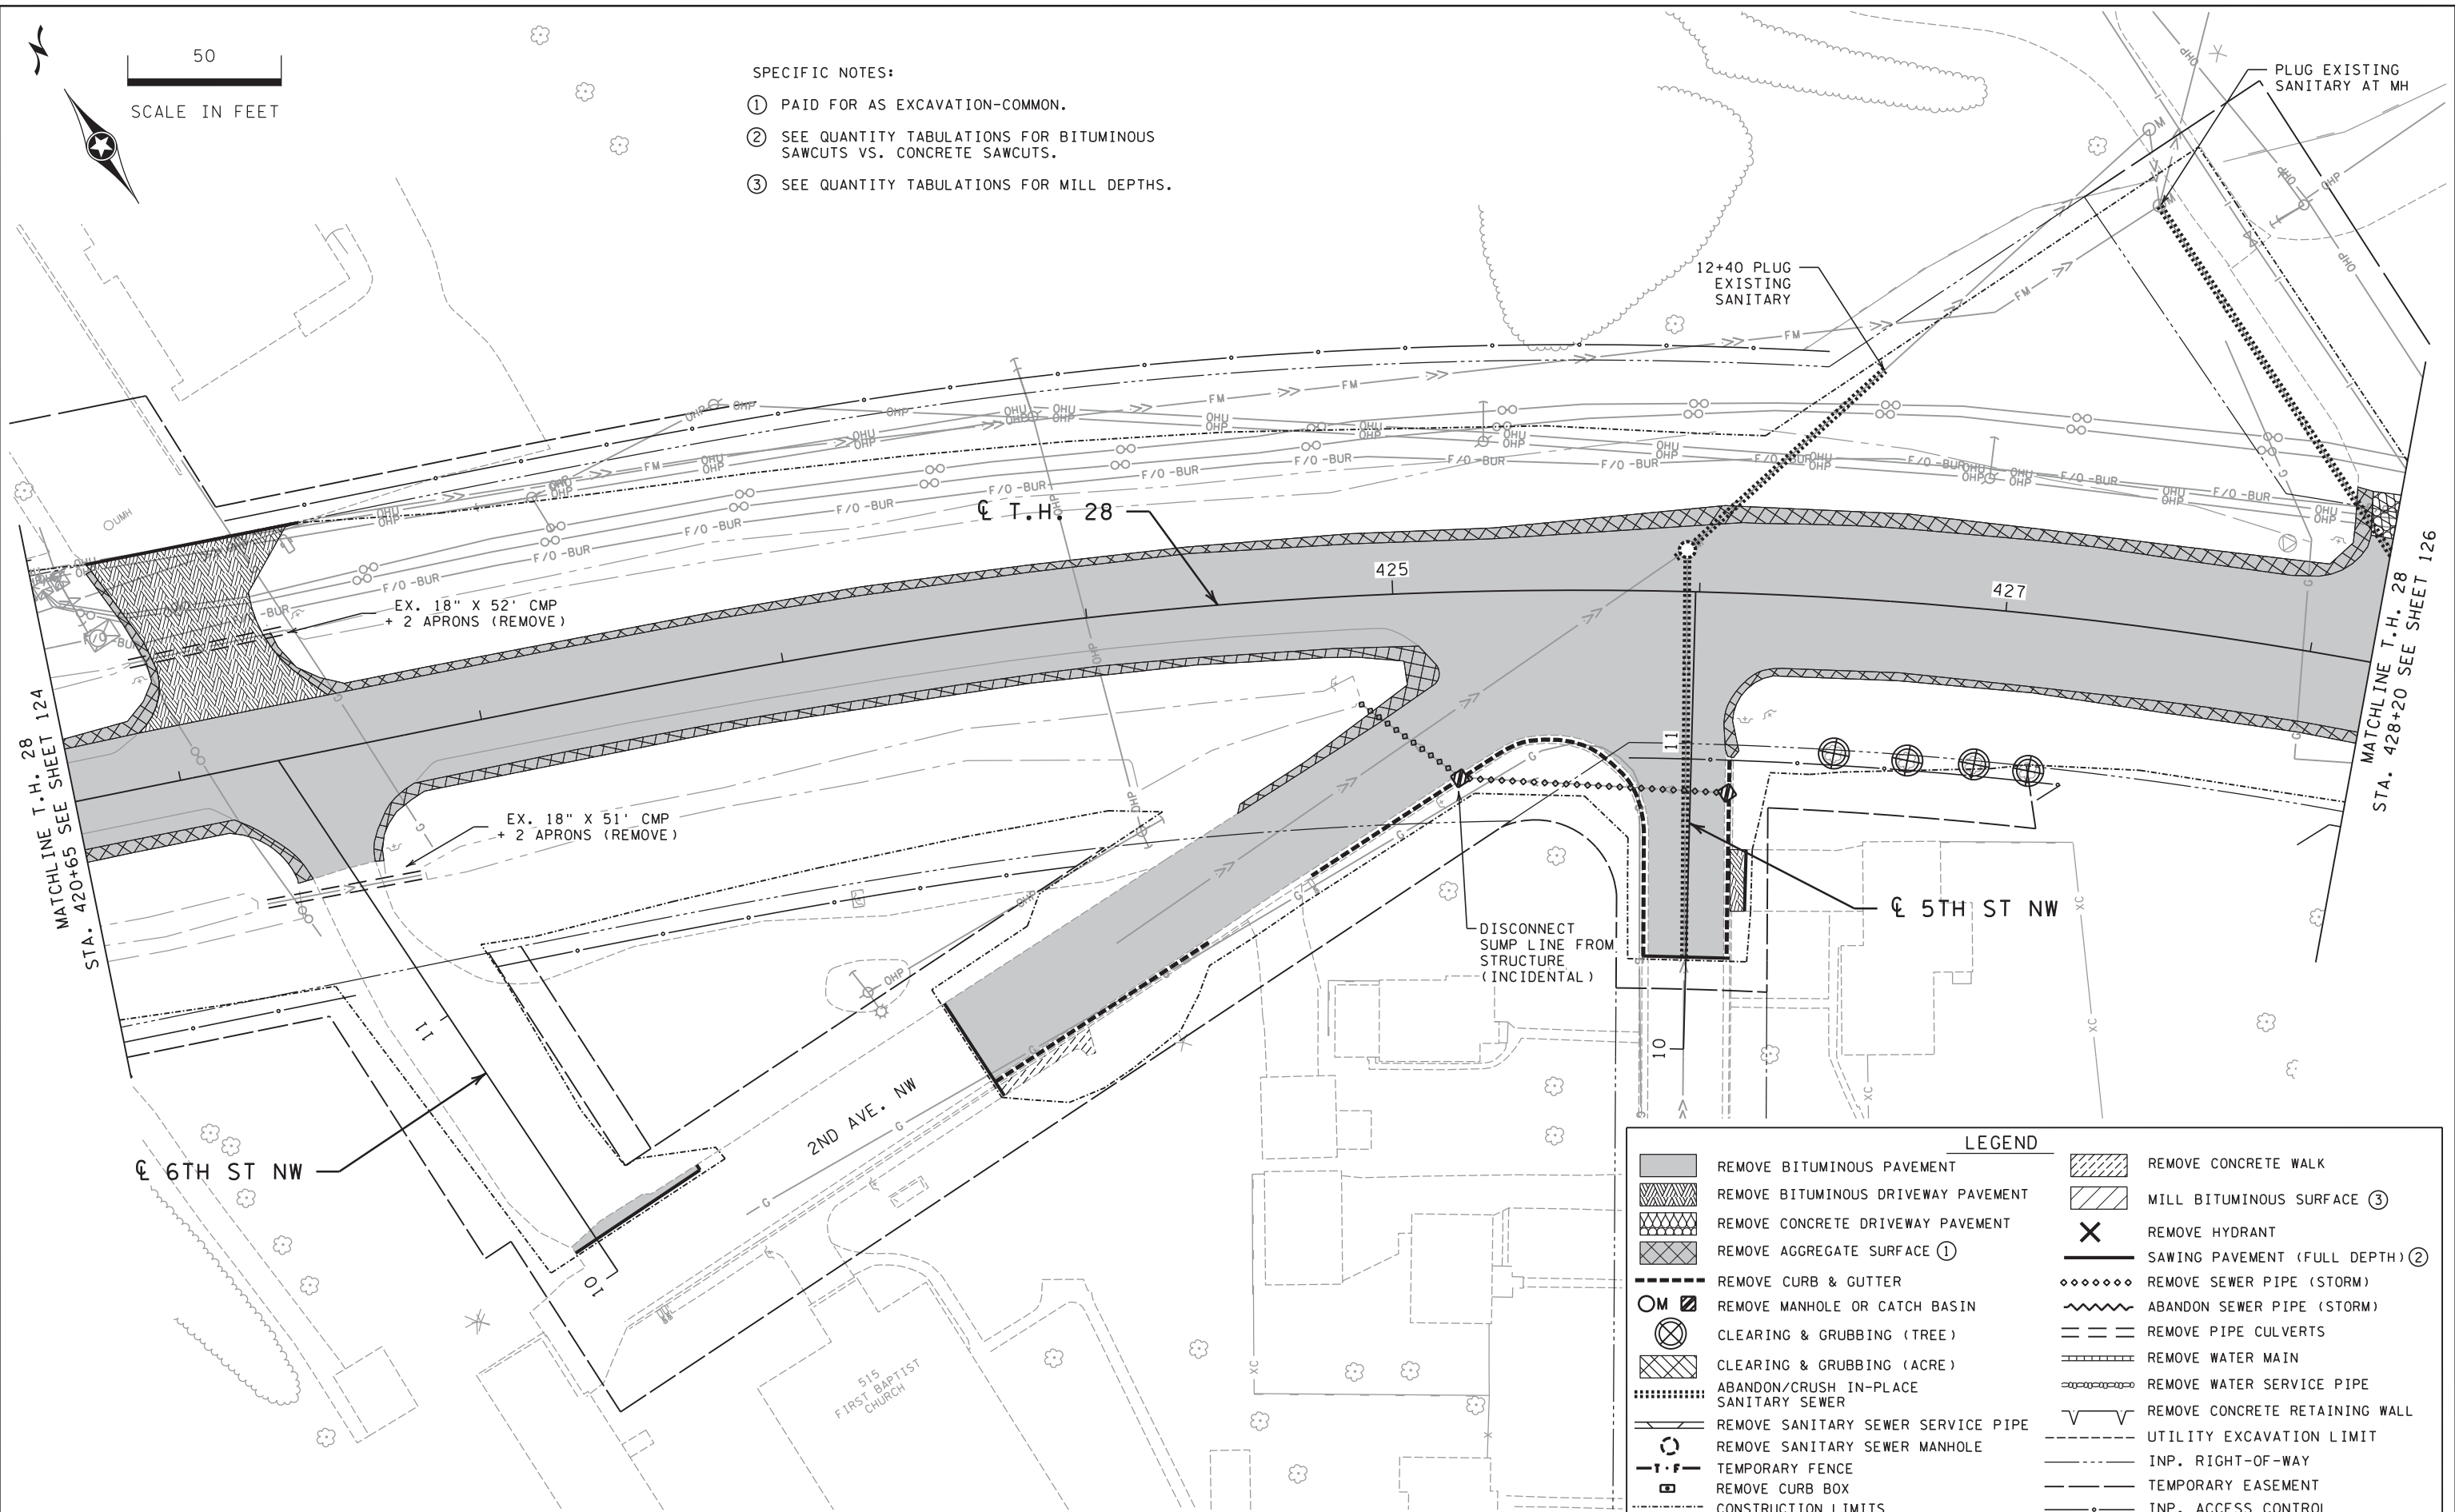 50
SCALE IN FEET
SPECIFIC NOTES:
① PAID FOR AS EXCAVATION-COMMON.
② SEE QUANTITY TABULATIONS FOR BITUMINOUS
SAWCUTS VS. CONCRETE SAWCUTS.
③ SEE QUANTITY TABULATIONS FOR MILL DEPTHS.
PLUG EXISTING
SANITARY AT MH
12+40 PLUG
EXISTING
SANITARY
℄ T.H. 28
425
427
EX. 18" X 52' CMP
+ 2 APRONS (REMOVE)
EX. 18" X 51' CMP
+ 2 APRONS (REMOVE)
MATCHLINE T.H. 28
STA. 420+65 SEE SHEET 124
MATCHLINE T.H. 28
STA. 428+20 SEE SHEET 126
UMH
OHP
OHU
FM
F/O-BUR
G
XC
M
11
10
℄ 5TH ST NW
DISCONNECT
SUMP LINE FROM
STRUCTURE
(INCIDENTAL)
11
10
℄ 6TH ST NW
2ND AVE. NW
515
FIRST BAPTIST
CHURCH
LEGEND
REMOVE BITUMINOUS PAVEMENT
REMOVE BITUMINOUS DRIVEWAY PAVEMENT
REMOVE CONCRETE DRIVEWAY PAVEMENT
REMOVE AGGREGATE SURFACE ①
REMOVE CURB & GUTTER
M REMOVE MANHOLE OR CATCH BASIN
CLEARING & GRUBBING (TREE)
CLEARING & GRUBBING (ACRE)
ABANDON/CRUSH IN-PLACE
SANITARY SEWER
REMOVE SANITARY SEWER SERVICE PIPE
REMOVE SANITARY SEWER MANHOLE
T·F TEMPORARY FENCE
REMOVE CURB BOX
CONSTRUCTION LIMITS
REMOVE CONCRETE WALK
MILL BITUMINOUS SURFACE ③
REMOVE HYDRANT
SAWING PAVEMENT (FULL DEPTH) ②
REMOVE SEWER PIPE (STORM)
ABANDON SEWER PIPE (STORM)
REMOVE PIPE CULVERTS
REMOVE WATER MAIN
REMOVE WATER SERVICE PIPE
REMOVE CONCRETE RETAINING WALL
UTILITY EXCAVATION LIMIT
INP. RIGHT-OF-WAY
TEMPORARY EASEMENT
INP. ACCESS CONTROL